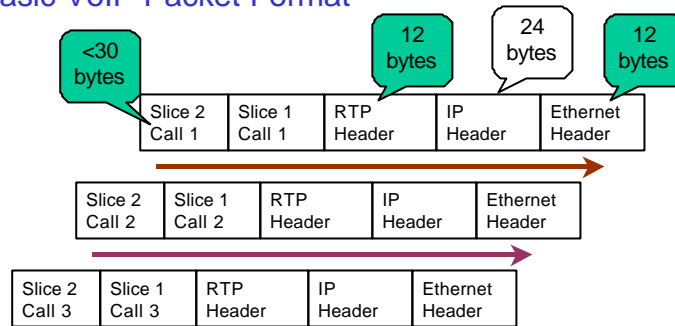 asic VoIP Packet Format
<30
bytes
12
bytes
24
bytes
12
bytes
Slice 2
Call 1
Slice 1
Call 1
RTP
Header
IP
Header
Ethernet
Header
Slice 2
Call 2
Slice 1
Call 2
RTP
Header
IP
Header
Ethernet
Header
Slice 2
Call 3
Slice 1
Call 3
RTP
Header
IP
Header
Ethernet
Header